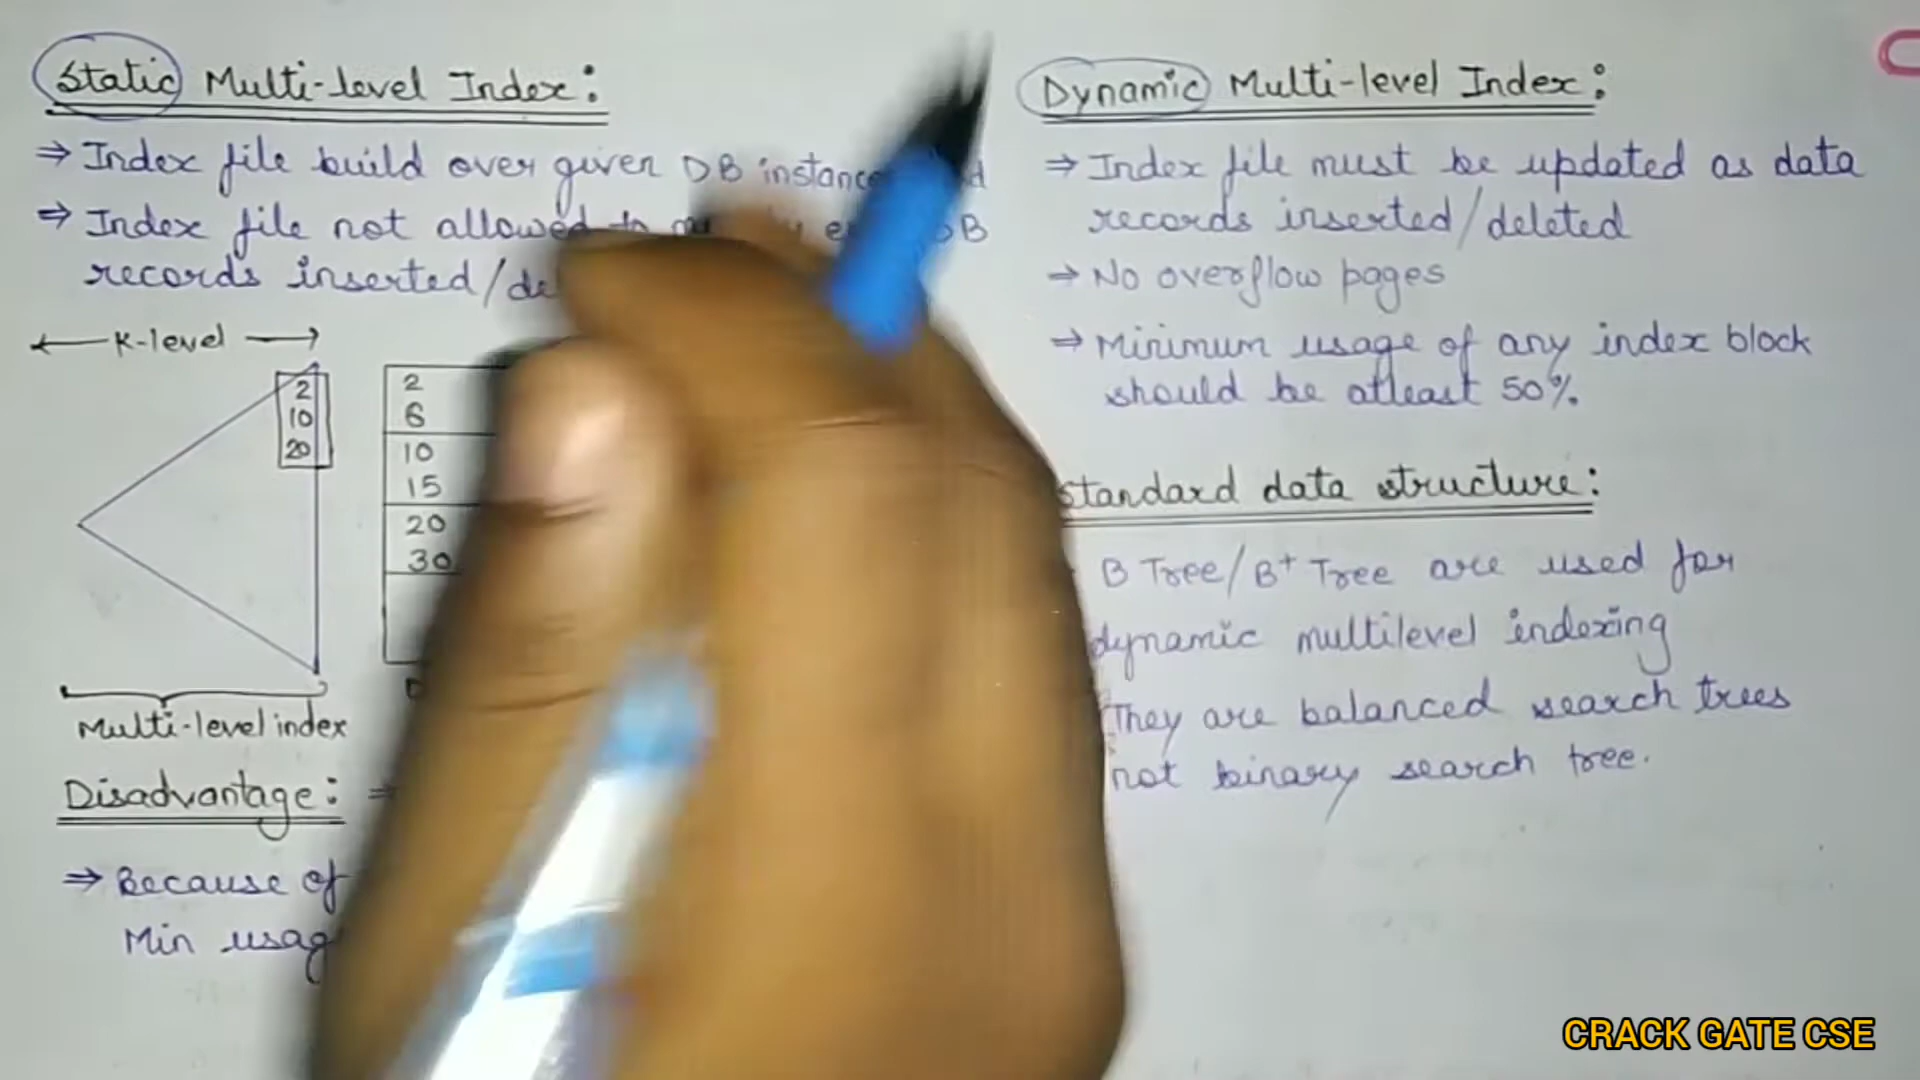 Static Multi-level Index:
⇒ Index file build over given DB
⇒ Index file not allowed to
records inserted/
← K-level →
2
10
20
2
6
10
15
20
30
Multi-level index
Disadvantage: ⇒
⇒ Because of
Min
Dynamic Multi-level Index:
⇒ Index file must be updated as data
records inserted/deleted
⇒ No overflow pages
⇒ Minimum usage of any index block
should be atleast 50%.
Standard data structure:
B Tree/B+ Tree are used for
dynamic multilevel indexing
They are balanced search trees
not binary search tree.
CRACK GATE CSE